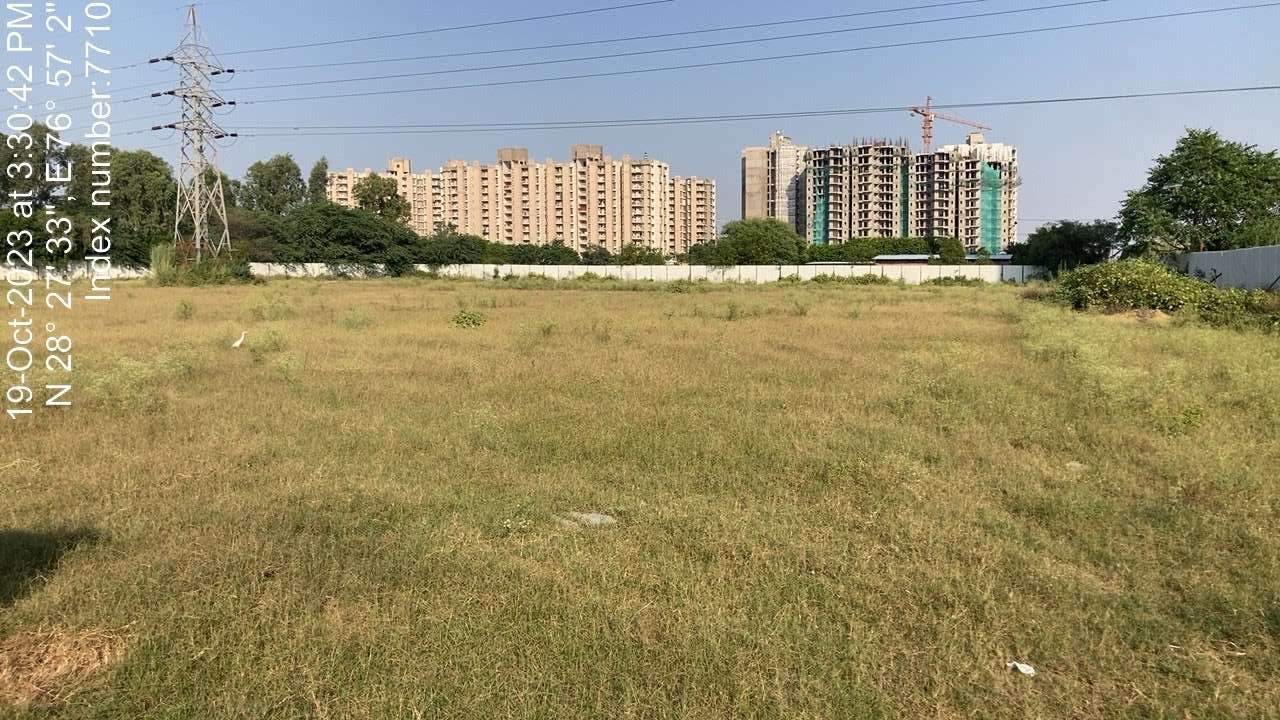 19-Oct-2023 at 3:30:42 PM
N 28° 27' 33", E 76° 57' 2"
Index number: 7710